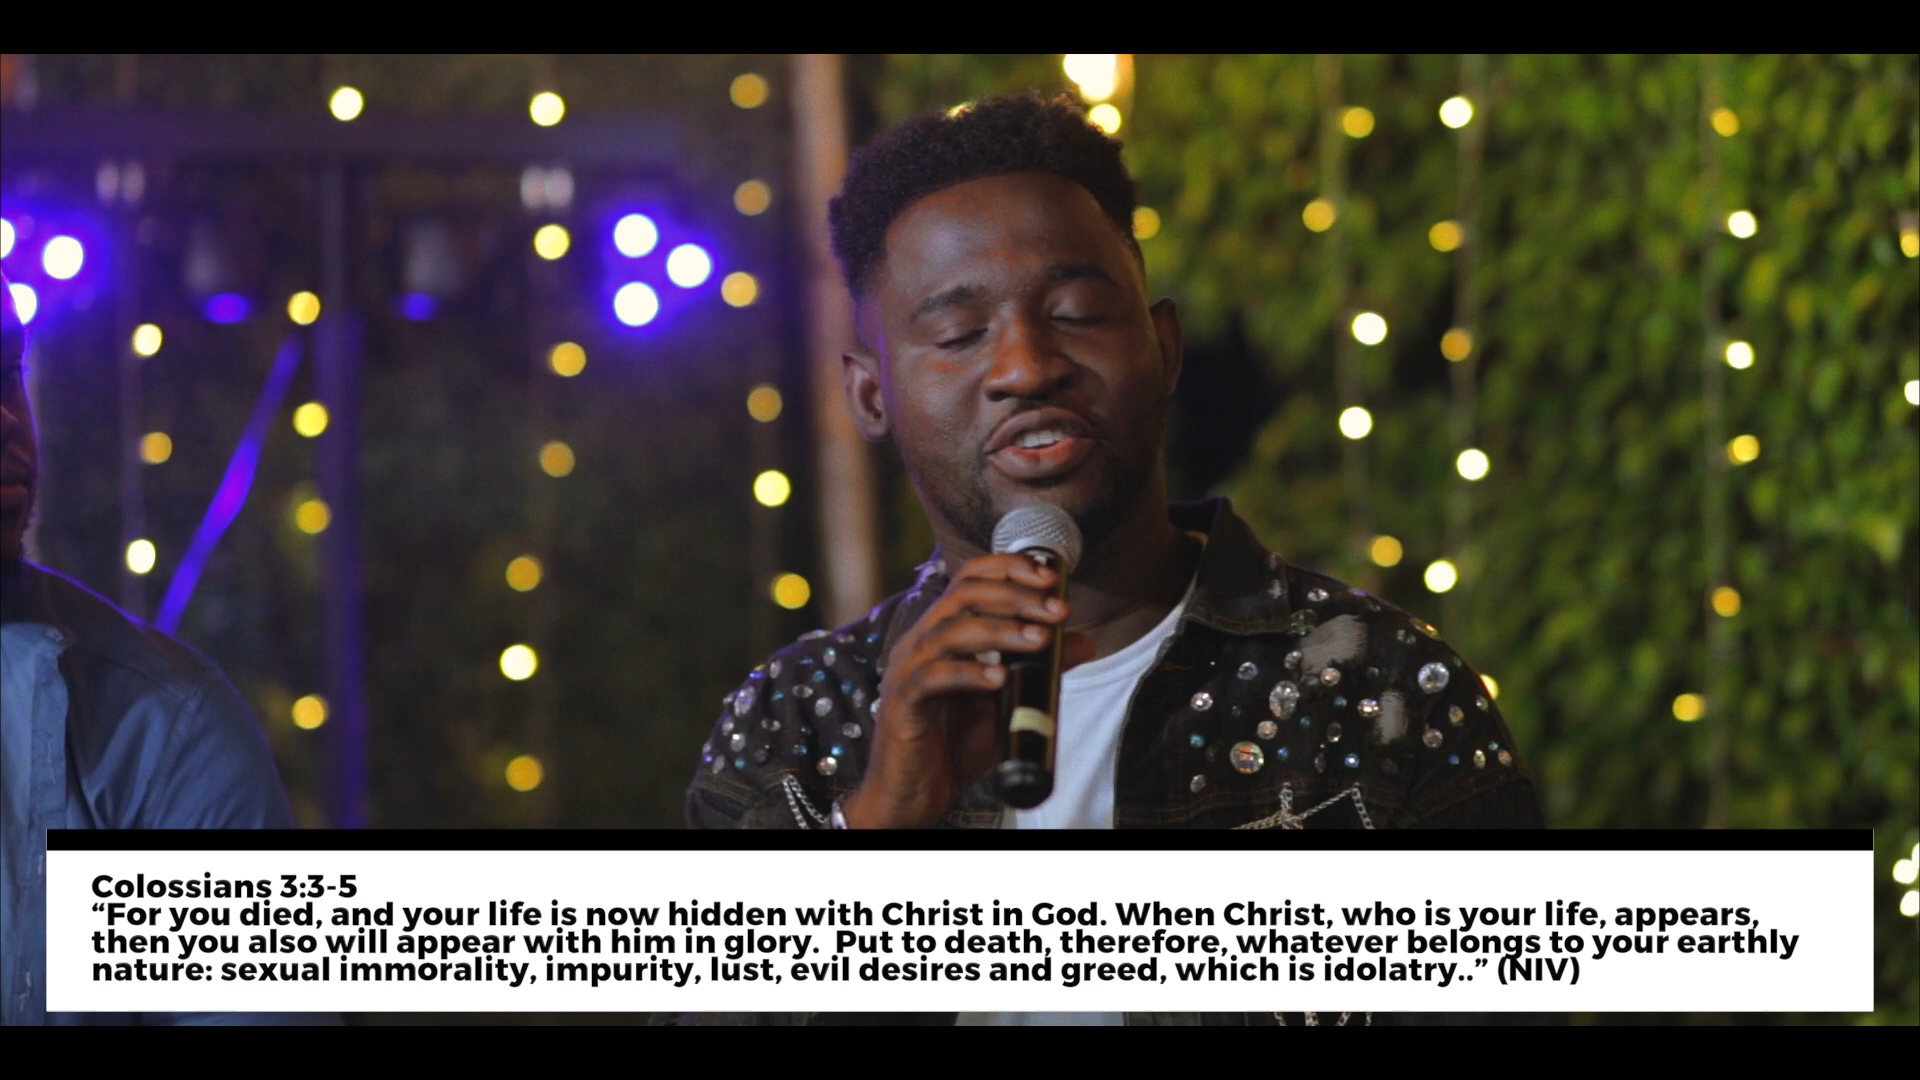 Colossians 3:3-5
“For you died, and your life is now hidden with Christ in God. When Christ, who is your life, appears,
then you also will appear with him in glory.  Put to death, therefore, whatever belongs to your earthly
nature: sexual immorality, impurity, lust, evil desires and greed, which is idolatry..” (NIV)